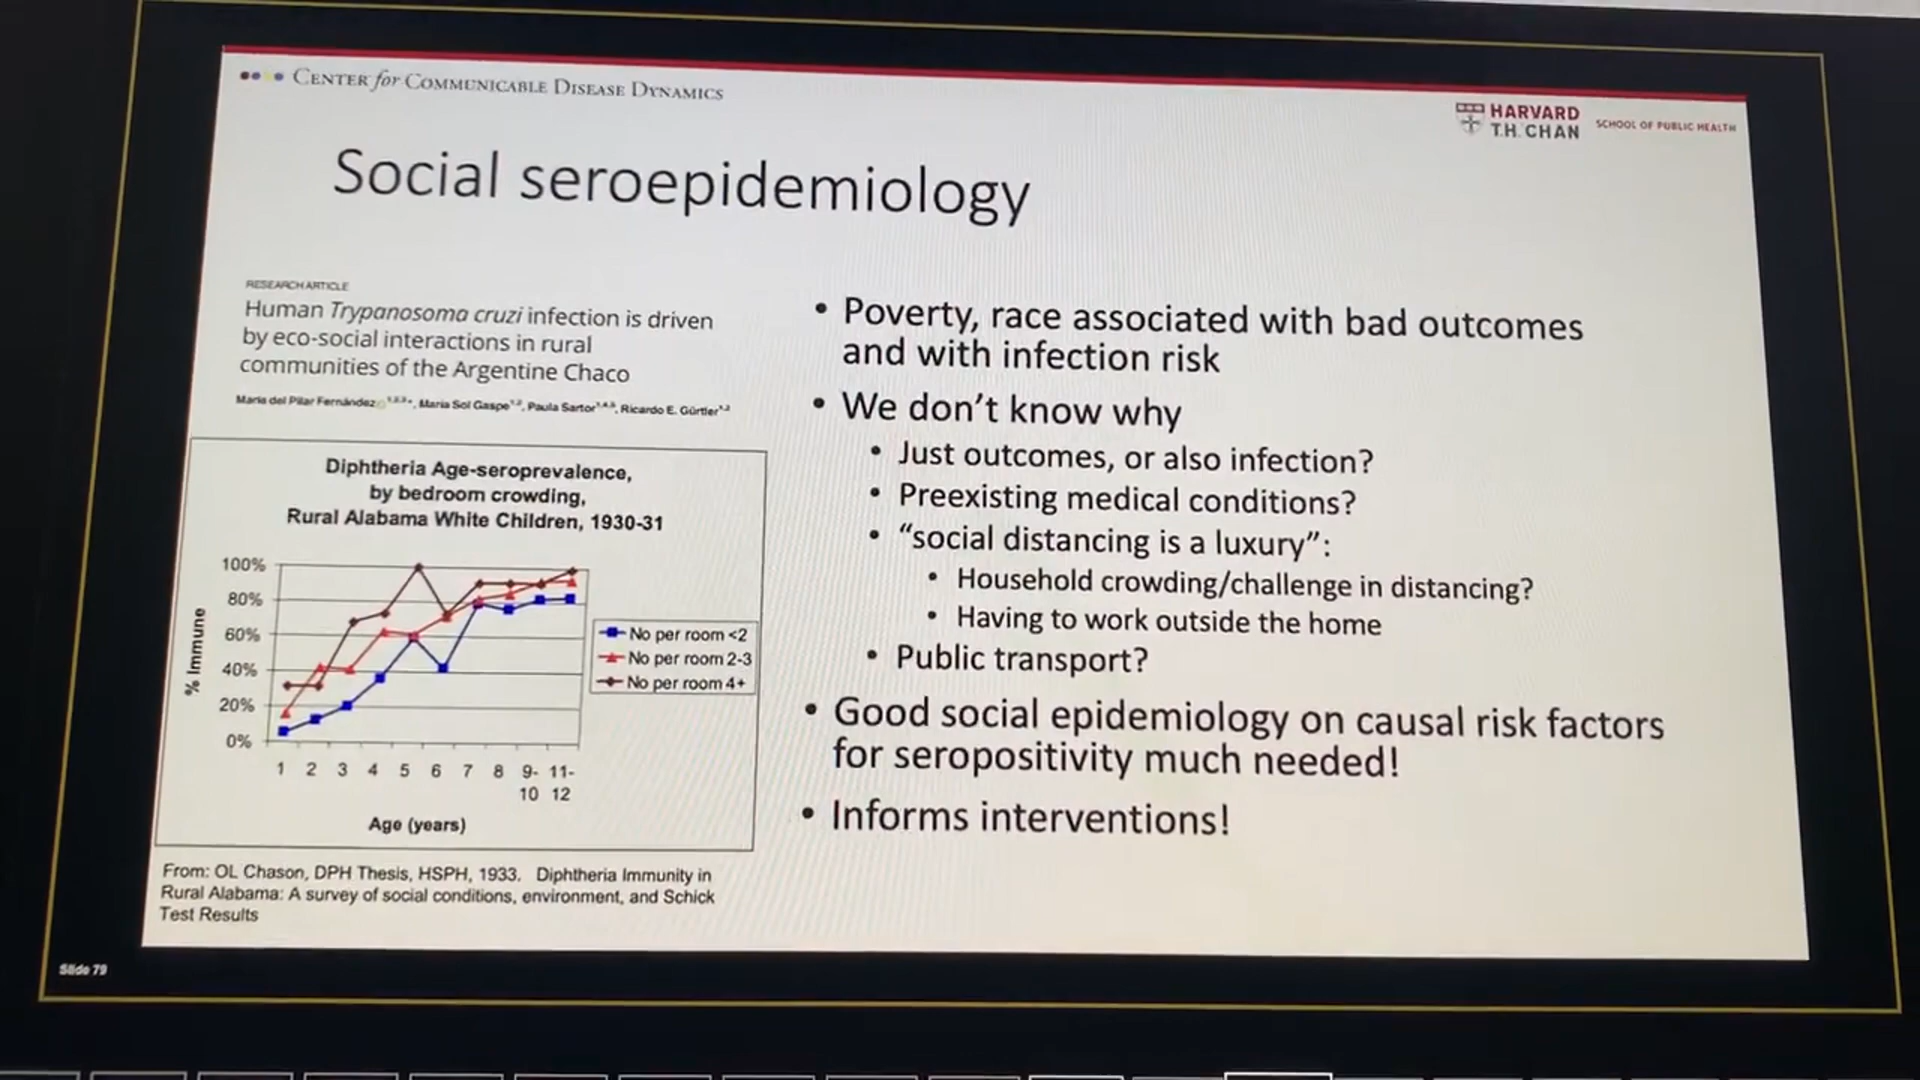 CENTER for COMMUNICABLE DISEASE DYNAMICS
HARVARD
T.H. CHAN
SCHOOL OF PUBLIC HEALTH
Social seroepidemiology
RESEARCH ARTICLE
Human Trypanosoma cruzi infection is driven
by eco-social interactions in rural
communities of the Argentine Chaco
María del Pilar Fernández, María Sol Gaspe, Paula Sartor, Ricardo E. Gürtler
Diphtheria Age-seroprevalence,
by bedroom crowding,
Rural Alabama White Children, 1930-31
% Immune
100%
80%
60%
40%
20%
0%
1 2 3 4 5 6 7 8 9- 11-
10 12
Age (years)
No per room <2
No per room 2-3
No per room 4+
From: OL Chason, DPH Thesis, HSPH, 1933. Diphtheria Immunity in
Rural Alabama: A survey of social conditions, environment, and Schick
Test Results
• Poverty, race associated with bad outcomes
and with infection risk
• We don't know why
• Just outcomes, or also infection?
• Preexisting medical conditions?
• “social distancing is a luxury”:
• Household crowding/challenge in distancing?
• Having to work outside the home
• Public transport?
• Good social epidemiology on causal risk factors
for seropositivity much needed!
• Informs interventions!
Slide 79